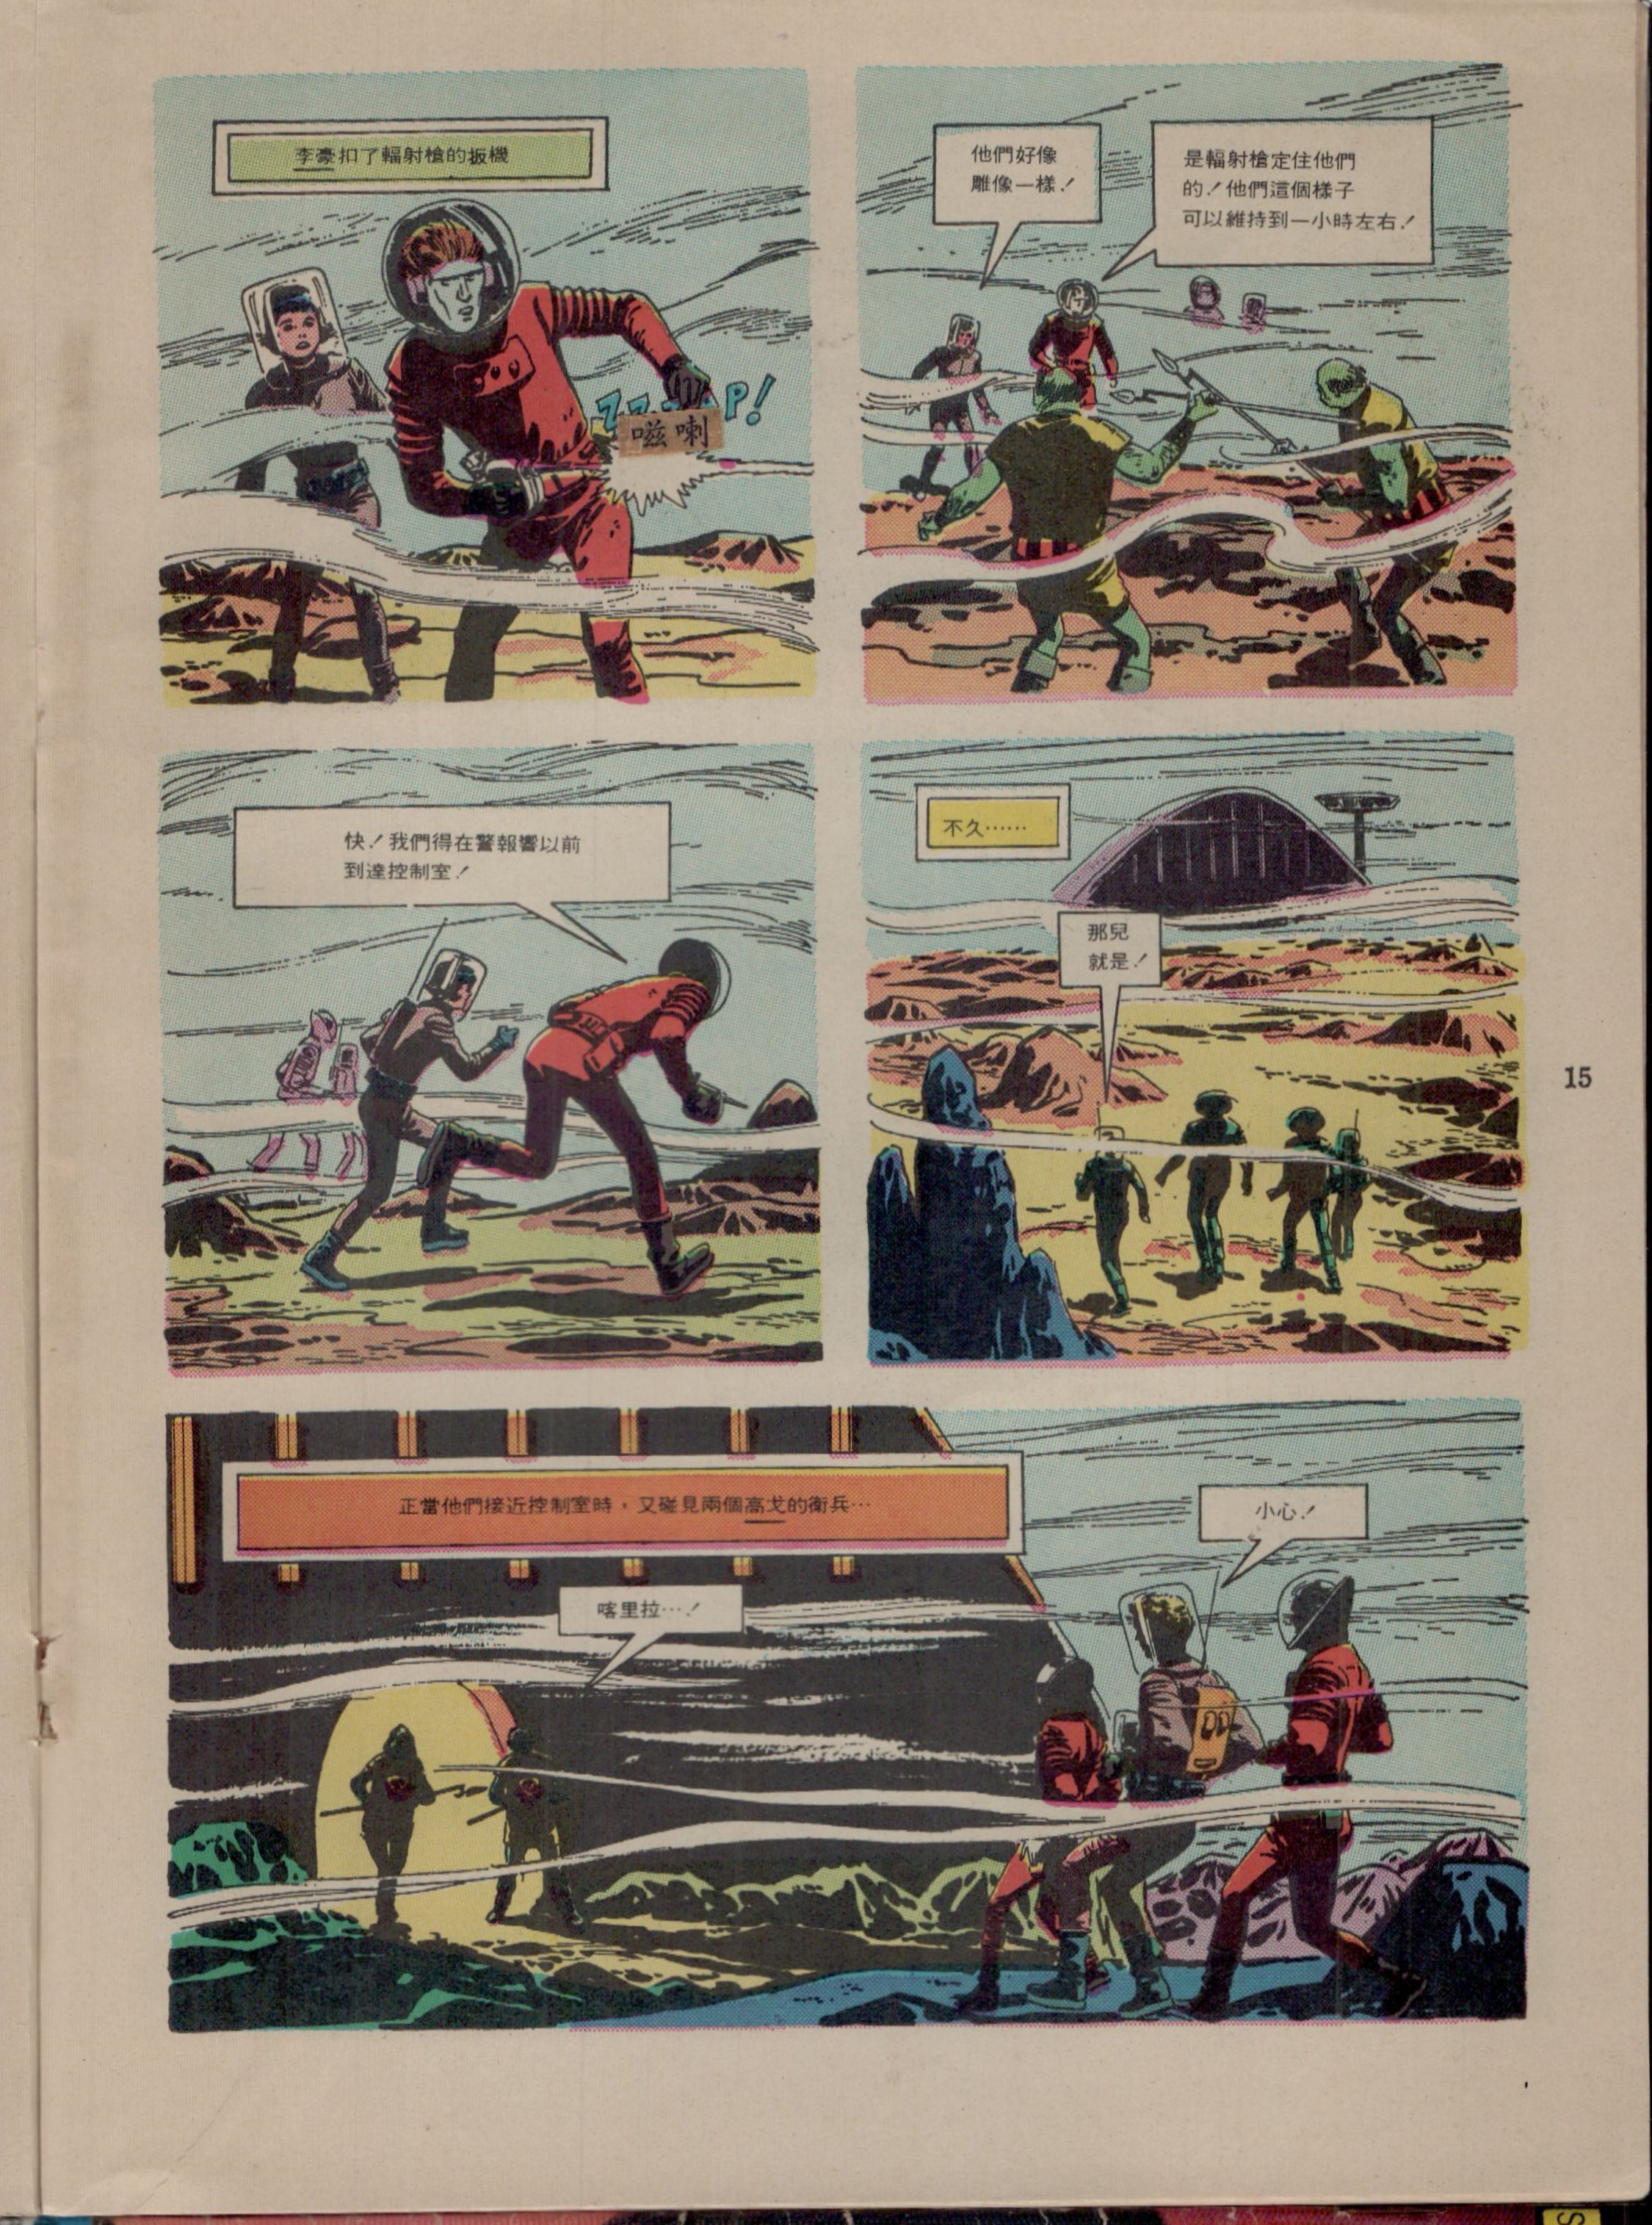 李豪扣了輻射槍的扳機
ZZZAP!
嗞喇
他們好像
雕像一樣！
是輻射槍定住他們
的！他們這個樣子
可以維持到一小時左右！
快！我們得在警報響以前
到達控制室！
不久……
那兒
就是！
15
正當他們接近控制室時，又碰見兩個高戈的衛兵…
小心！
喀里拉…！
S